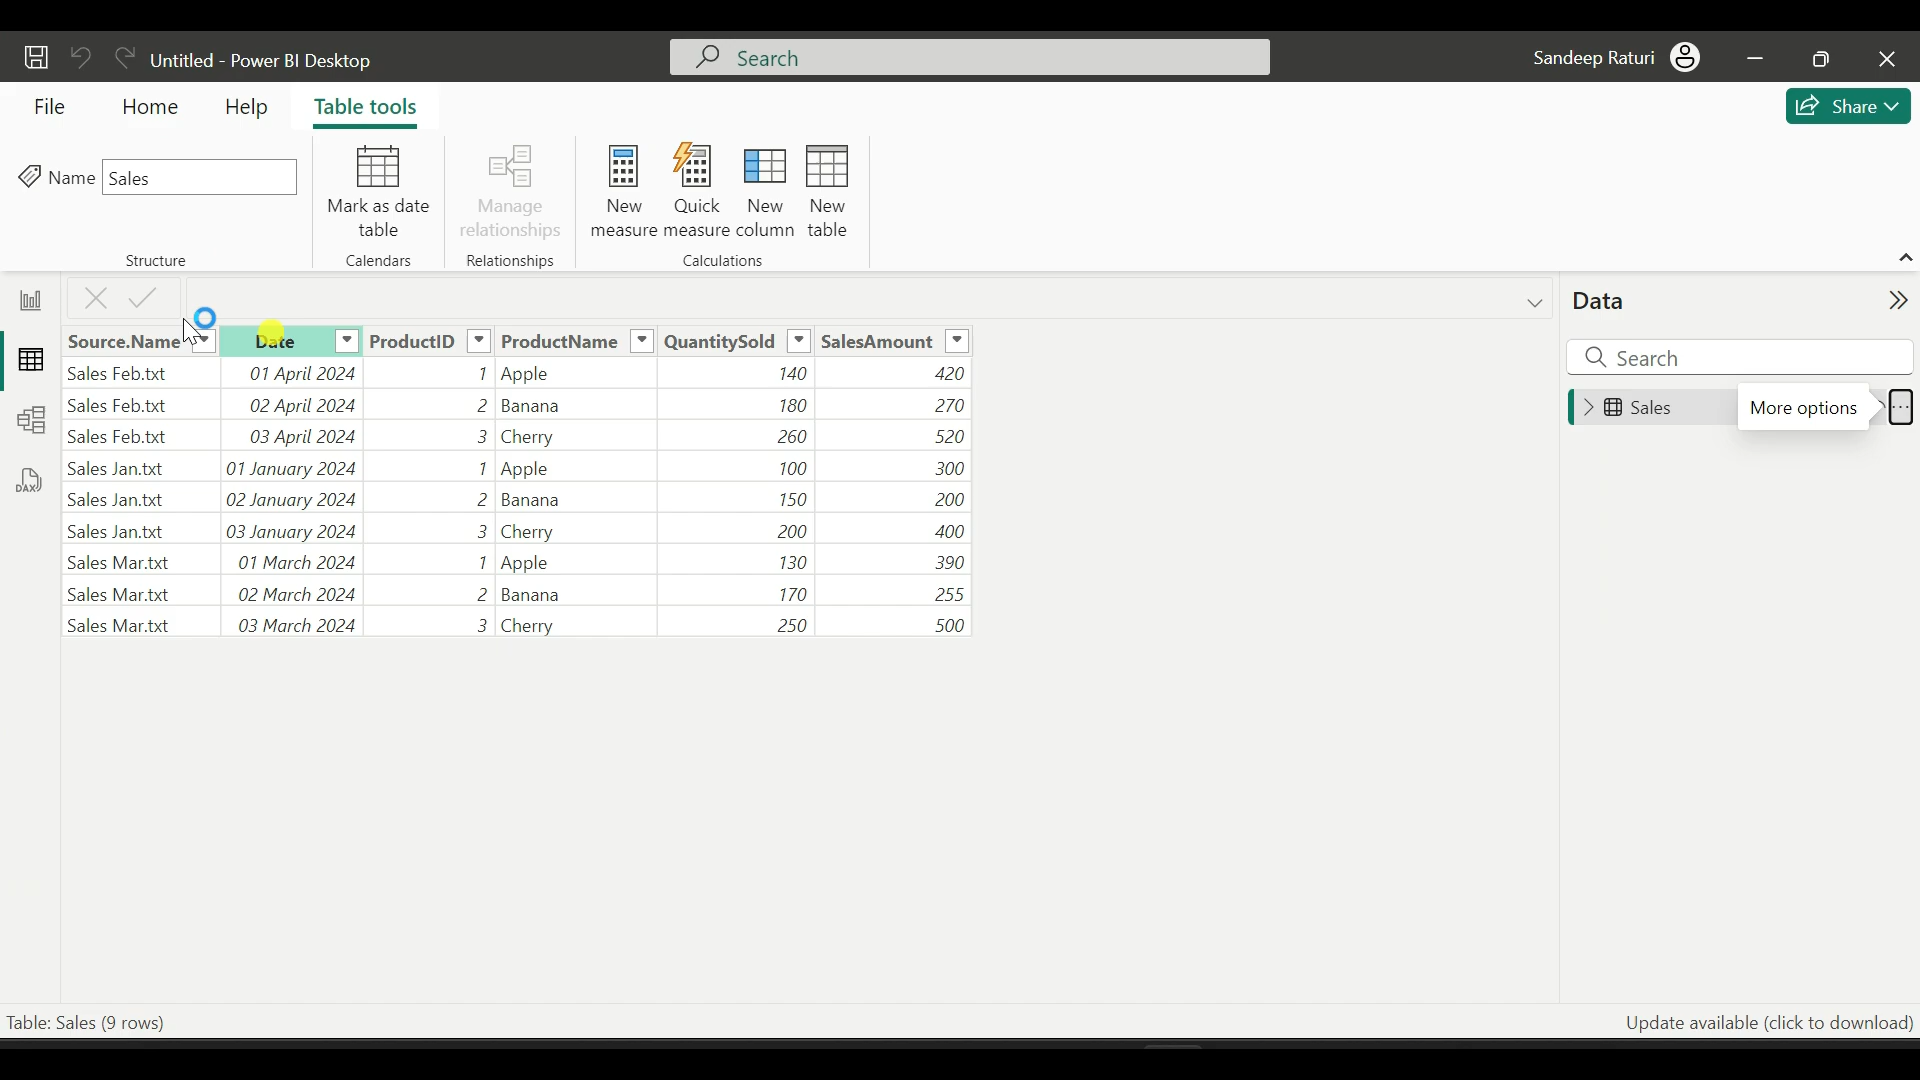 Untitled - Power BI Desktop
Search
Sandeep Raturi
File Home Help Table tools
Share
Name Sales
Mark as date table
Manage relationships
New measure
Quick measure
New column
New table
Structure Calendars Relationships Calculations
Data
Source.Name Date ProductID ProductName QuantitySold SalesAmount
Search
Sales Feb.txt 01 April 2024 1 Apple 140 420
Sales Feb.txt 02 April 2024 2 Banana 180 270
Sales More options
Sales Feb.txt 03 April 2024 3 Cherry 260 520
Sales Jan.txt 01 January 2024 1 Apple 100 300
DAX
Sales Jan.txt 02 January 2024 2 Banana 150 200
Sales Jan.txt 03 January 2024 3 Cherry 200 400
Sales Mar.txt 01 March 2024 1 Apple 130 390
Sales Mar.txt 02 March 2024 2 Banana 170 255
Sales Mar.txt 03 March 2024 3 Cherry 250 500
Table: Sales (9 rows)
Update available (click to download)